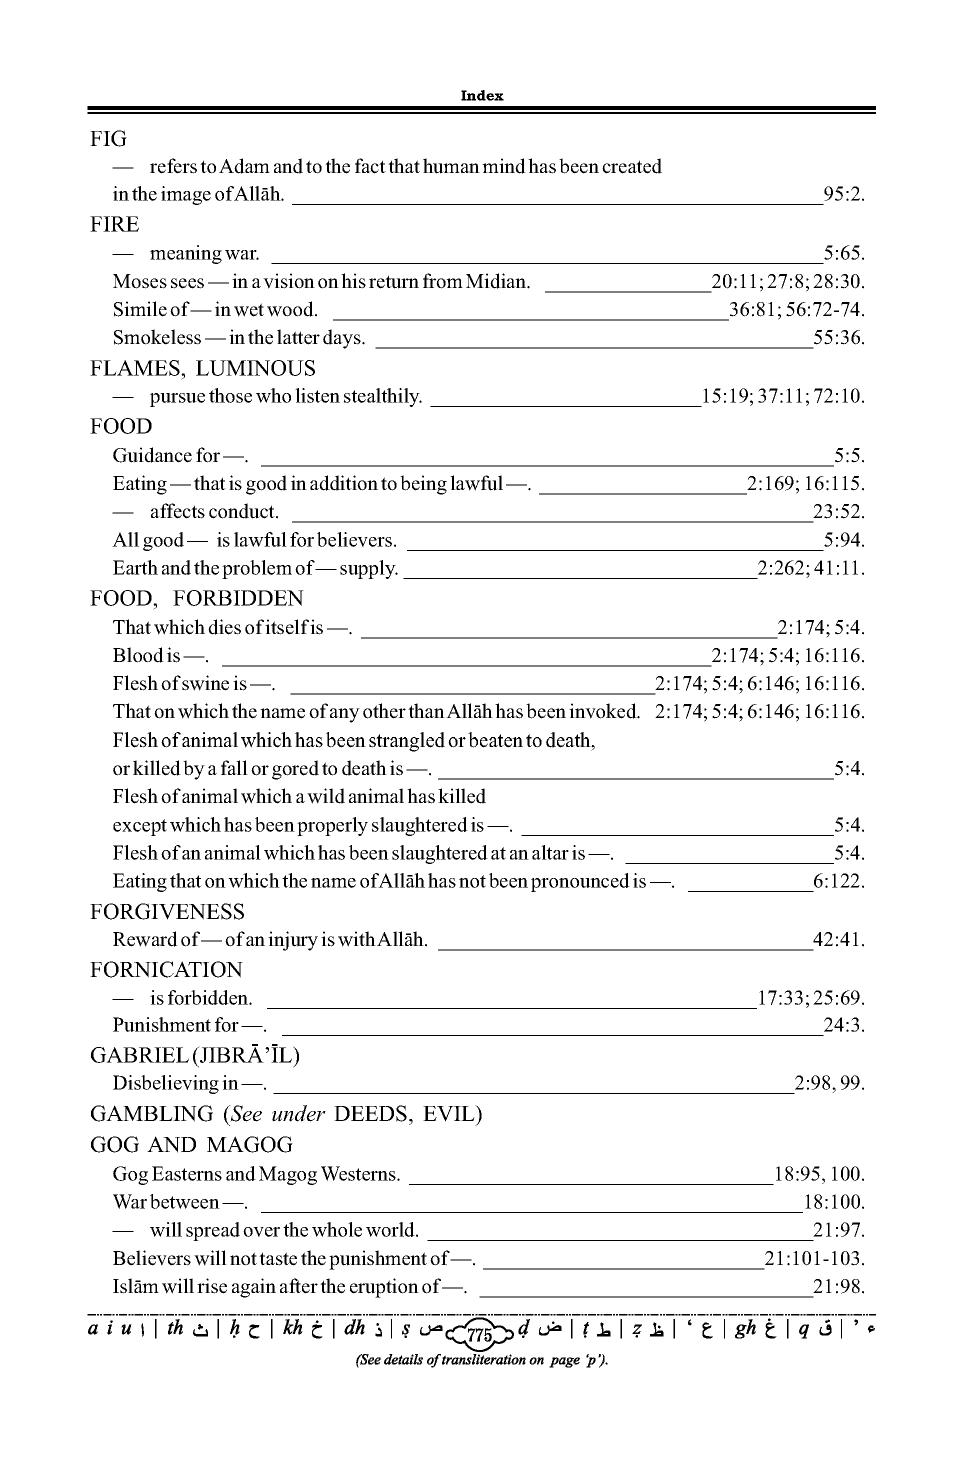 Index
FIG
— refers to Adam and to the fact that human mind has been created
in the image of Allāh. 95:2.
FIRE
— meaning war. 5:65.
Moses sees — in a vision on his return from Midian. 20:11; 27:8; 28:30.
Simile of — in wet wood. 36:81; 56:72-74.
Smokeless — in the latter days. 55:36.
FLAMES, LUMINOUS
— pursue those who listen stealthily. 15:19; 37:11; 72:10.
FOOD
Guidance for —. 5:5.
Eating — that is good in addition to being lawful —. 2:169; 16:115.
— affects conduct. 23:52.
All good — is lawful for believers. 5:94.
Earth and the problem of — supply. 2:262; 41:11.
FOOD, FORBIDDEN
That which dies of itself is —. 2:174; 5:4.
Blood is —. 2:174; 5:4; 16:116.
Flesh of swine is —. 2:174; 5:4; 6:146; 16:116.
That on which the name of any other than Allāh has been invoked. 2:174; 5:4; 6:146; 16:116.
Flesh of animal which has been strangled or beaten to death,
or killed by a fall or gored to death is —. 5:4.
Flesh of animal which a wild animal has killed
except which has been properly slaughtered is —. 5:4.
Flesh of an animal which has been slaughtered at an altar is —. 5:4.
Eating that on which the name of Allāh has not been pronounced is —. 6:122.
FORGIVENESS
Reward of — of an injury is with Allāh. 42:41.
FORNICATION
— is forbidden. 17:33; 25:69.
Punishment for —. 24:3.
GABRIEL (JIBRĀ’ĪL)
Disbelieving in —. 2:98, 99.
GAMBLING (See under DEEDS, EVIL)
GOG AND MAGOG
Gog Easterns and Magog Westerns. 18:95, 100.
War between —. 18:100.
— will spread over the whole world. 21:97.
Believers will not taste the punishment of —. 21:101-103.
Islām will rise again after the eruption of —. 21:98.
a i u ا | th ث | ḥ ح | kh خ | dh ذ | ṣ ص 775 ḍ ض | ṭ ط | ẓ ظ | ‘ ع | gh غ | q ق | ’ ء
(See details of transliteration on page ‘p’).